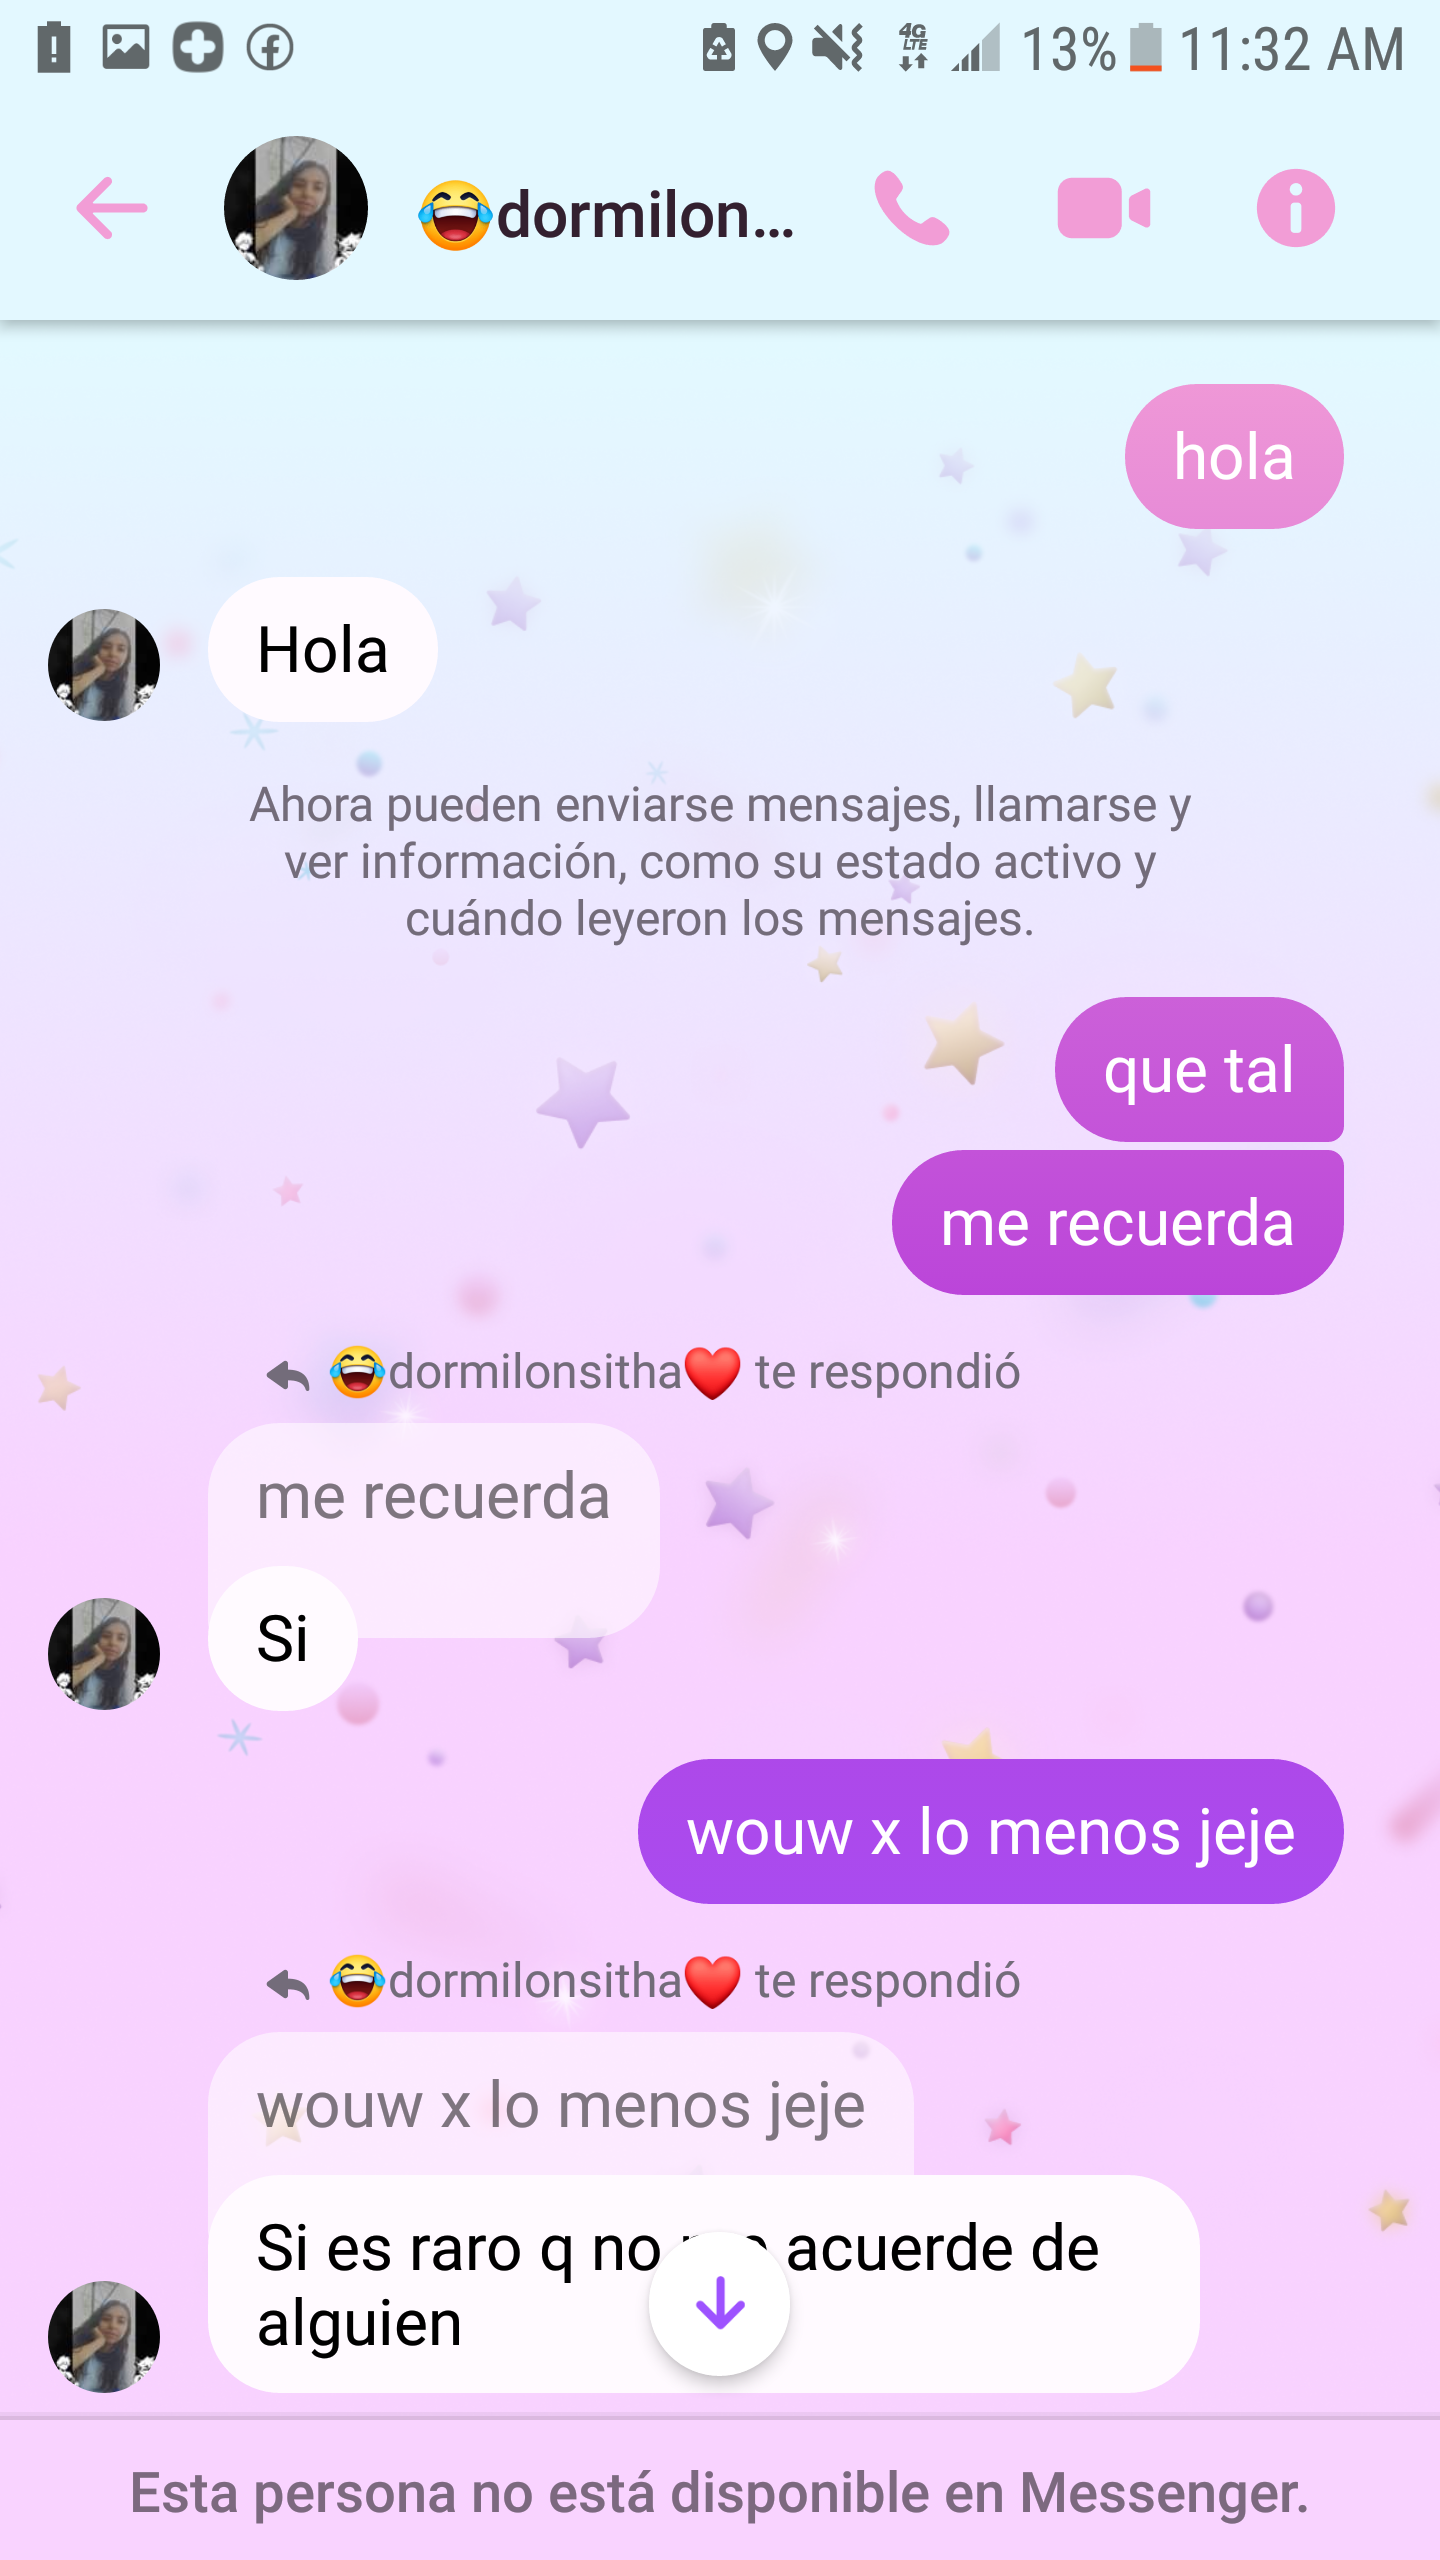 4G
LTE
13%
11:32 AM
😂dormilon...
hola
Hola
Ahora pueden enviarse mensajes, llamarse y
ver información, como su estado activo y
cuándo leyeron los mensajes.
que tal
me recuerda
😂dormilonsitha❤️ te respondió
me recuerda
Si
wouw x lo menos jeje
😂dormilonsitha❤️ te respondió
wouw x lo menos jeje
Si es raro q no acuerde de
alguien
Esta persona no está disponible en Messenger.